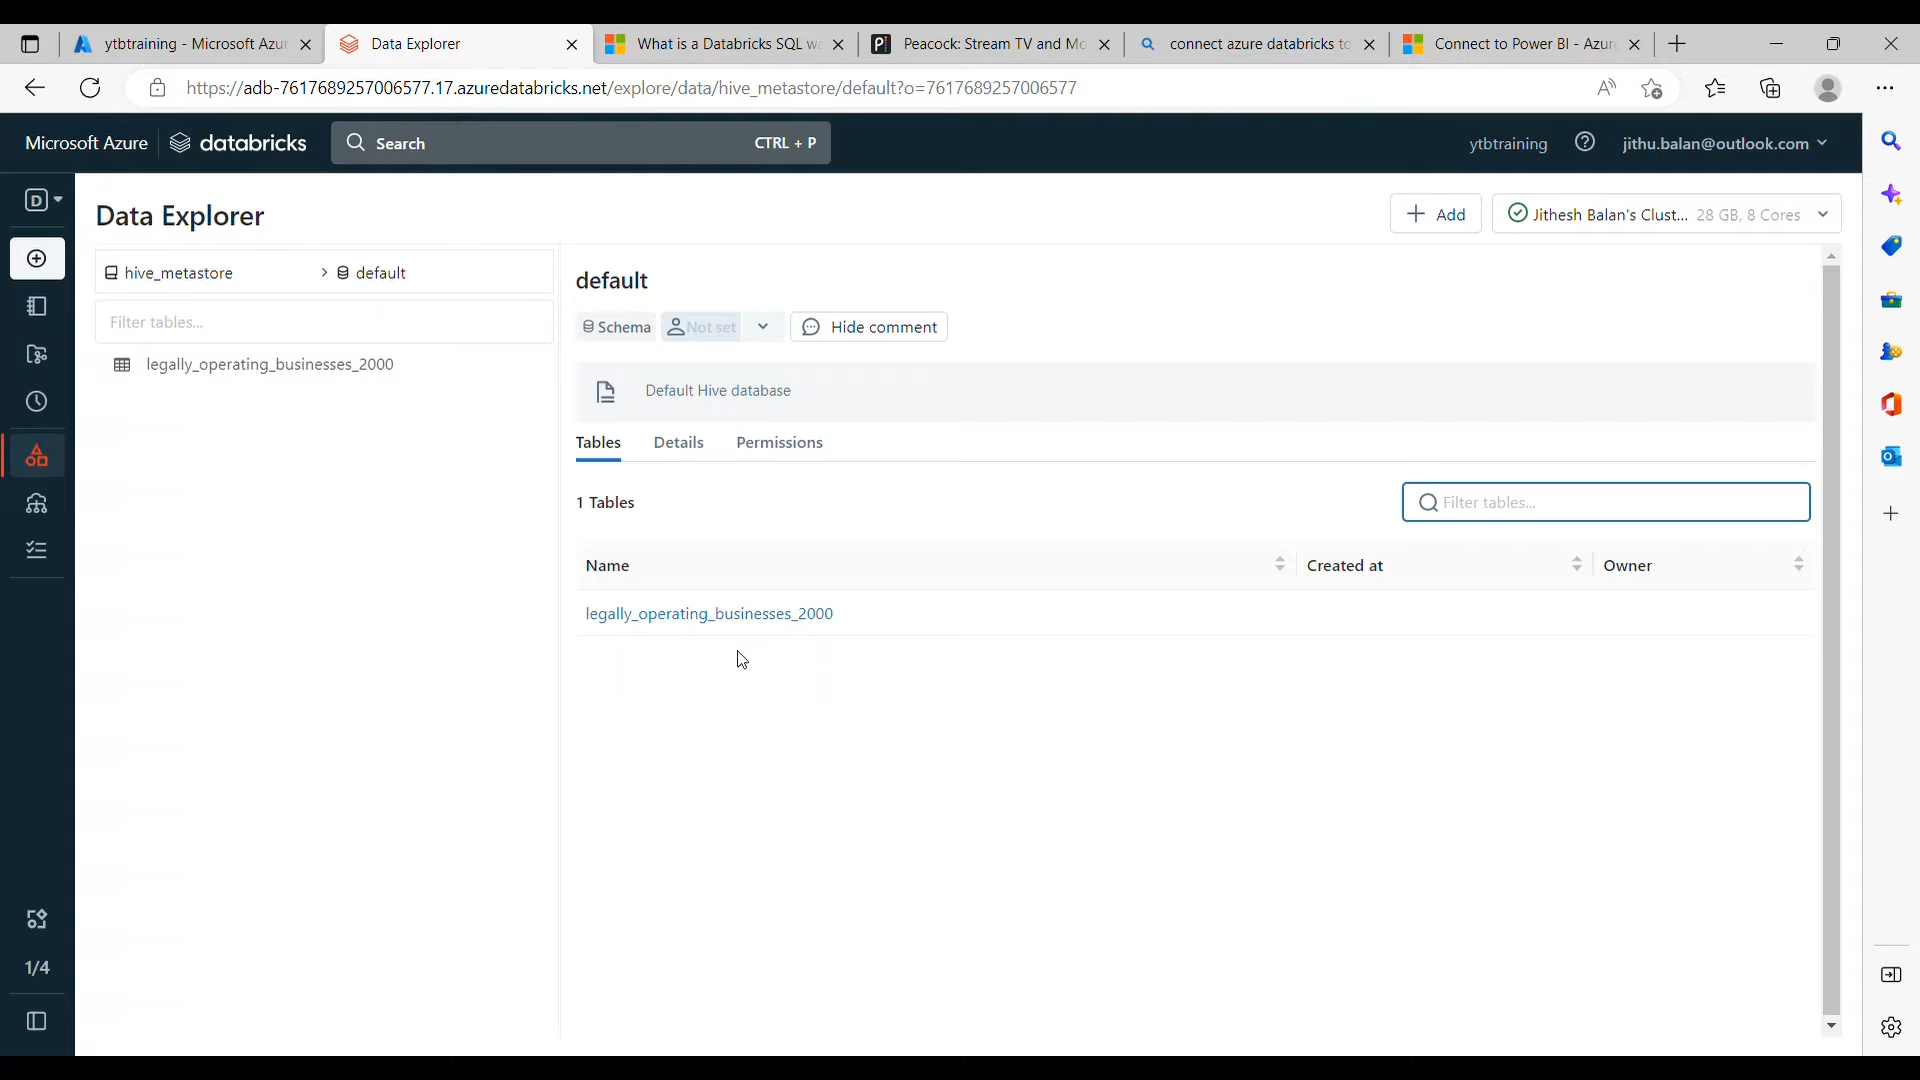 ytbtraining - Microsoft Azur
Data Explorer
What is a Databricks SQL wa
Peacock: Stream TV and Mo
connect azure databricks to
Connect to Power BI - Azur
https://adb-7617689257006577.17.azuredatabricks.net/explore/data/hive_metastore/default?o=7617689257006577
Microsoft Azure
databricks
Search
CTRL + P
ytbtraining
jithu.balan@outlook.com
D
Data Explorer
Add
Jithesh Balan's Clust... 28 GB, 8 Cores
hive_metastore > default
Filter tables...
legally_operating_businesses_2000
default
Schema
Not set
Hide comment
Default Hive database
Tables
Details
Permissions
1 Tables
Filter tables...
Name
Created at
Owner
legally_operating_businesses_2000
1/4